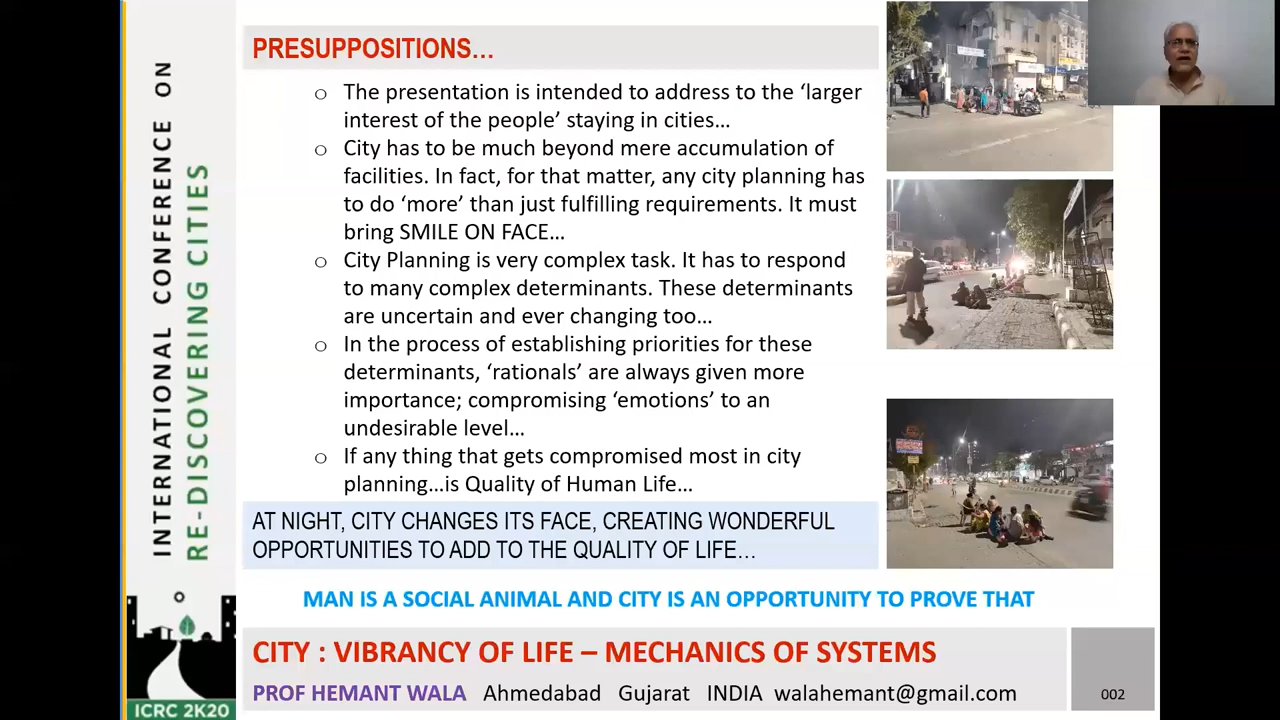 INTERNATIONAL CONFERENCE ON
RE-DISCOVERING CITIES
ICRC 2K20
PRESUPPOSITIONS…
o The presentation is intended to address to the ‘larger
interest of the people’ staying in cities…
o City has to be much beyond mere accumulation of
facilities. In fact, for that matter, any city planning has
to do ‘more’ than just fulfilling requirements. It must
bring SMILE ON FACE…
o City Planning is very complex task. It has to respond
to many complex determinants. These determinants
are uncertain and ever changing too…
o In the process of establishing priorities for these
determinants, ‘rationals’ are always given more
importance; compromising ‘emotions’ to an
undesirable level…
o If any thing that gets compromised most in city
planning…is Quality of Human Life…
AT NIGHT, CITY CHANGES ITS FACE, CREATING WONDERFUL
OPPORTUNITIES TO ADD TO THE QUALITY OF LIFE…
MAN IS A SOCIAL ANIMAL AND CITY IS AN OPPORTUNITY TO PROVE THAT
CITY : VIBRANCY OF LIFE – MECHANICS OF SYSTEMS
PROF HEMANT WALA Ahmedabad Gujarat INDIA walahemant@gmail.com
002